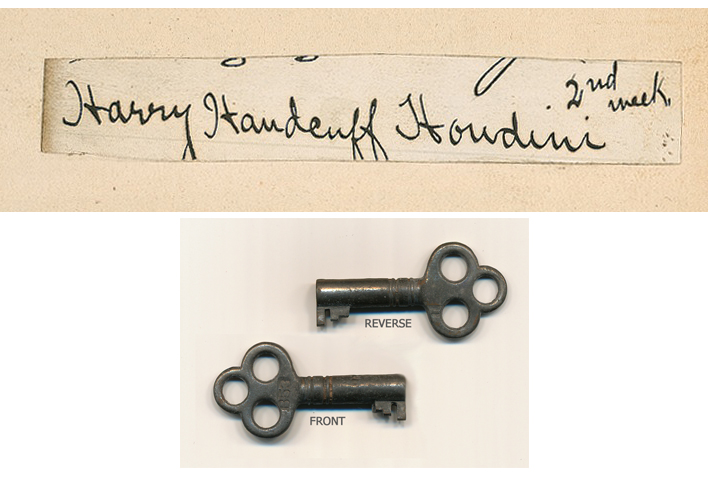 Harry Handcuff Houdini 2nd week.
REVERSE
FRONT